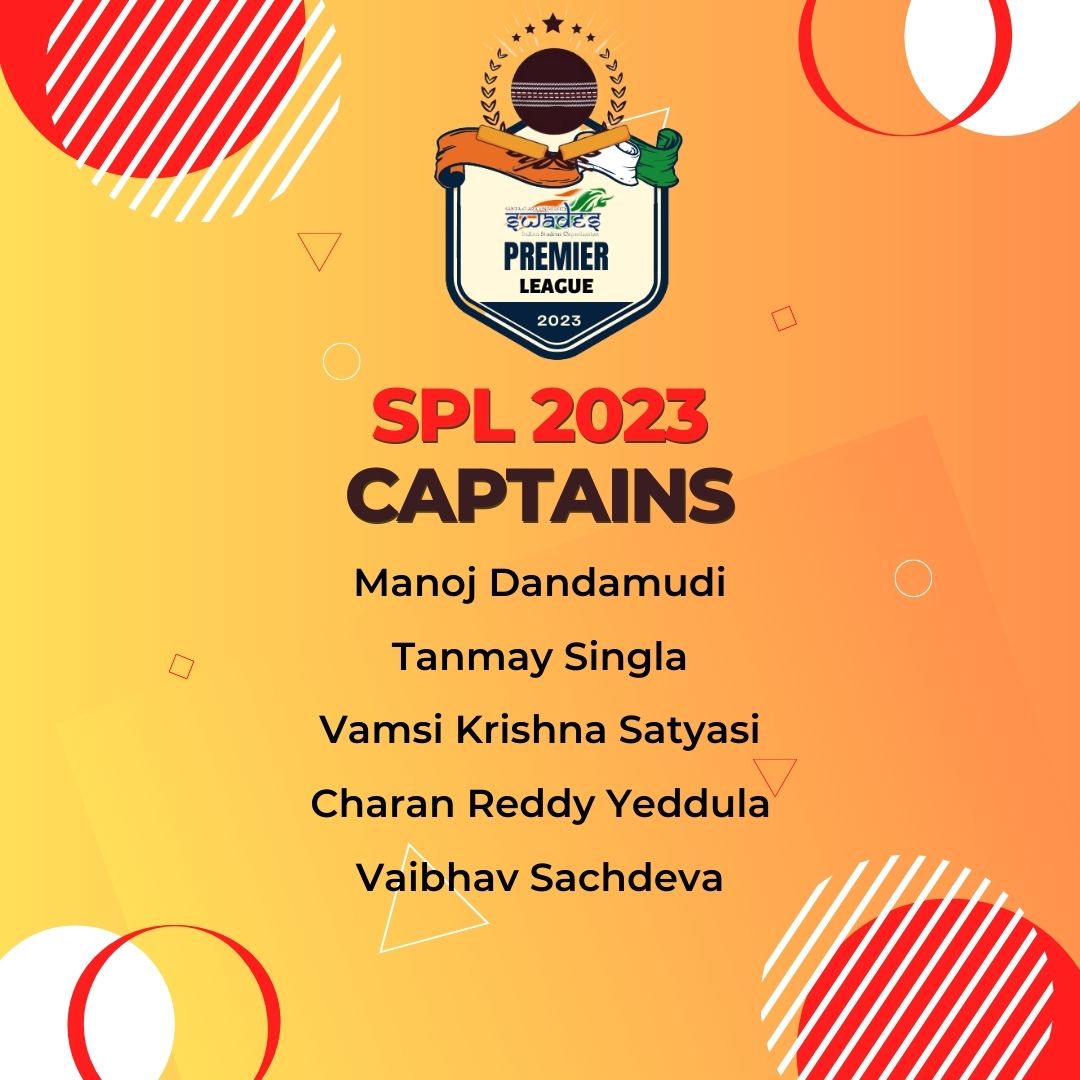 SANTA CLARA UNIVERSITY
swades
Indian Student Organization
PREMIER
LEAGUE
2023
SPL 2023
CAPTAINS
Manoj Dandamudi
Tanmay Singla
Vamsi Krishna Satyasi
Charan Reddy Yeddula
Vaibhav Sachdeva